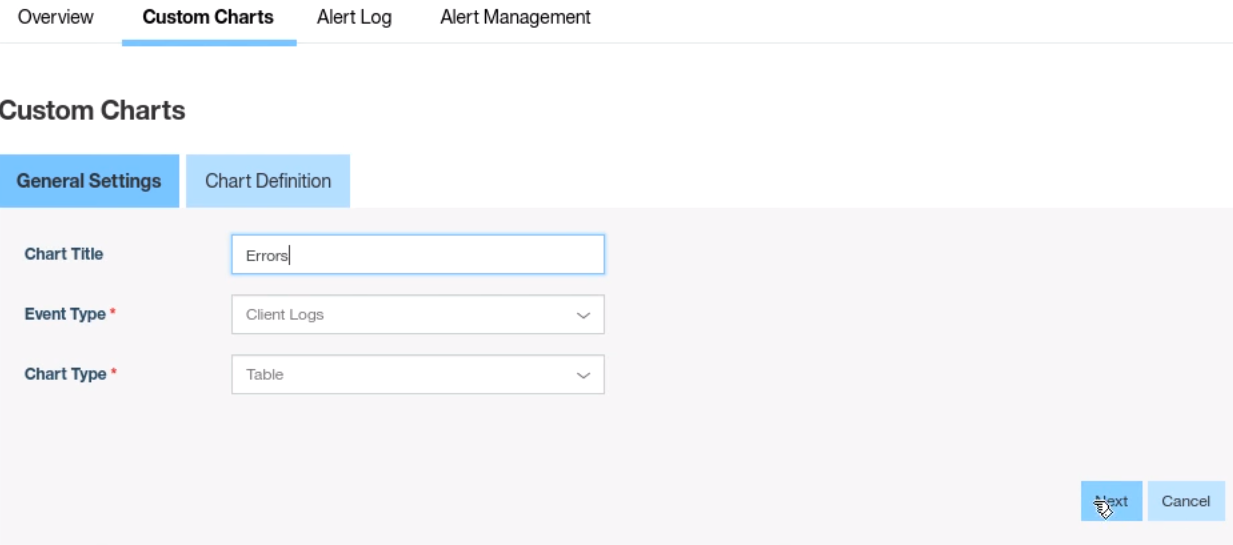 Overview Custom Charts Alert Log Alert Management
Custom Charts
General Settings Chart Definition
Chart Title Errors
Event Type * Client Logs
Chart Type * Table
Next Cancel